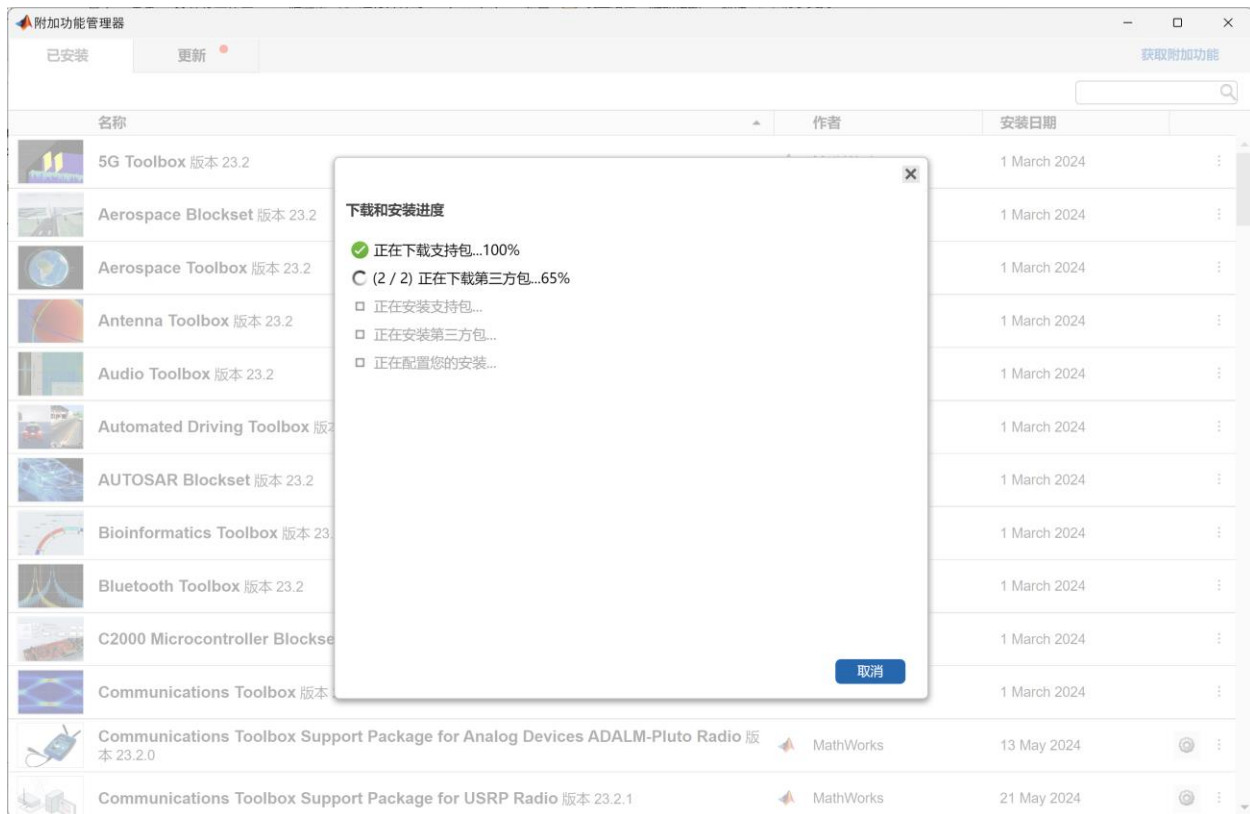 附加功能管理器
已安装
更新
获取附加功能
名称
作者
安装日期
5G Toolbox 版本 23.2
1 March 2024
Aerospace Blockset 版本 23.2
1 March 2024
Aerospace Toolbox 版本 23.2
1 March 2024
Antenna Toolbox 版本 23.2
1 March 2024
Audio Toolbox 版本 23.2
1 March 2024
Automated Driving Toolbox
1 March 2024
AUTOSAR Blockset 版本 23.2
1 March 2024
Bioinformatics Toolbox 版本 23.
1 March 2024
Bluetooth Toolbox 版本 23.2
1 March 2024
C2000 Microcontroller Blockse
1 March 2024
Communications Toolbox 版本
1 March 2024
Communications Toolbox Support Package for Analog Devices ADALM-Pluto Radio 版
本 23.2.0
MathWorks
13 May 2024
Communications Toolbox Support Package for USRP Radio 版本 23.2.1
MathWorks
21 May 2024
下载和安装进度
正在下载支持包...100%
(2 / 2) 正在下载第三方包...65%
正在安装支持包...
正在安装第三方包...
正在配置您的安装...
取消